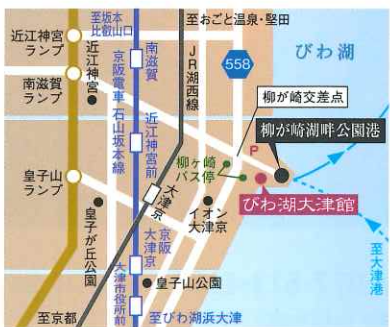 至坂本
比叡山口
至おごと温泉・堅田
近江神宮
ランプ
近江神宮
南滋賀
558
びわ湖
南滋賀
ランプ
京阪電車 石山坂本線
JR湖西線
柳が崎交差点
近江神宮前
P
柳が崎湖畔公園港
柳ヶ崎
バス停
皇子山
ランプ
大津京
びわ湖大津館
皇子が丘公園
イオン
大津京
京阪
大津京
至大津港
皇子山公園
大津市役所前
至京都
至びわ湖浜大津